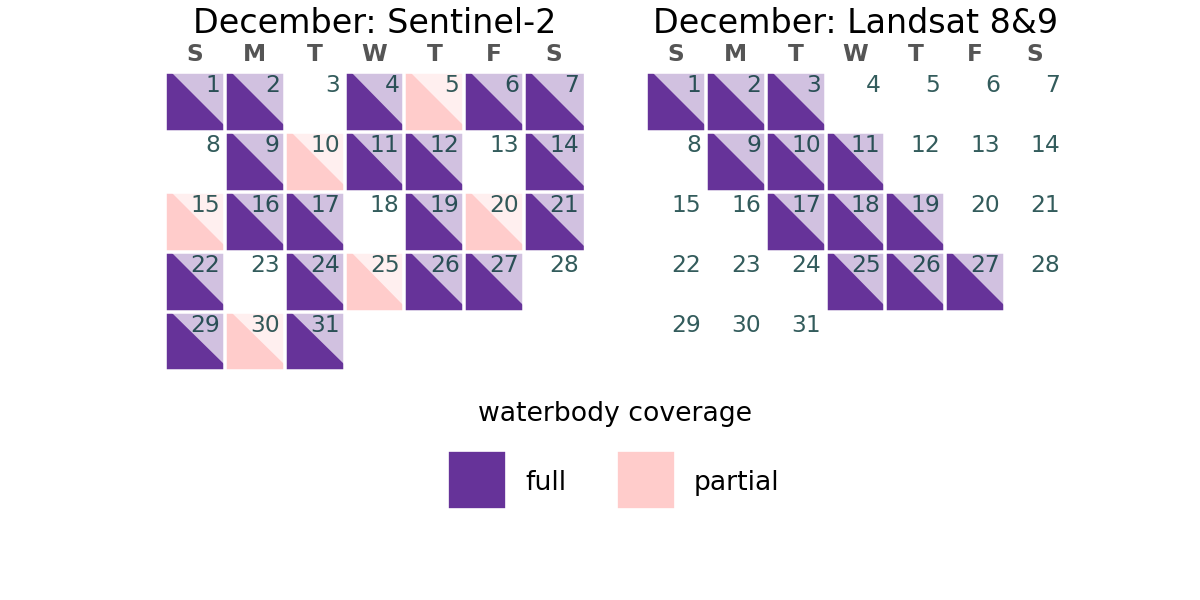 December: Sentinel-2
S M T W T F S
1 2 3 4 5 6 7
8 9 10 11 12 13 14
15 16 17 18 19 20 21
22 23 24 25 26 27 28
29 30 31
December: Landsat 8&9
S M T W T F S
1 2 3 4 5 6 7
8 9 10 11 12 13 14
15 16 17 18 19 20 21
22 23 24 25 26 27 28
29 30 31
waterbody coverage
full partial